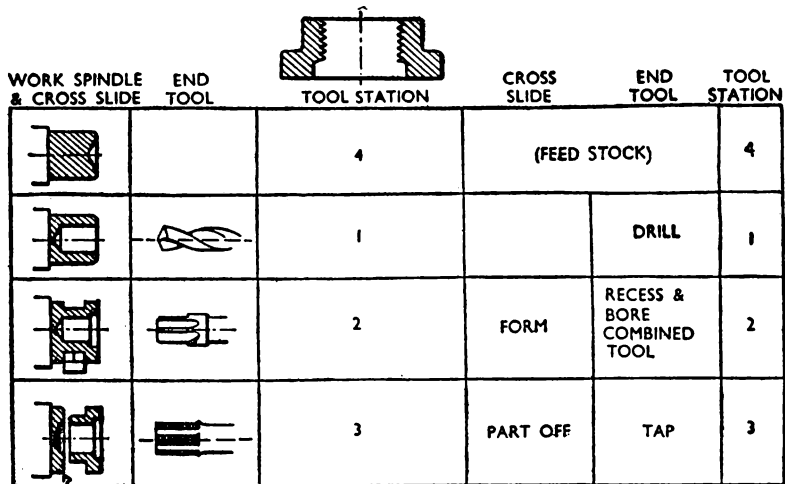 WORK SPINDLE
& CROSS SLIDE
END
TOOL
TOOL STATION
CROSS
SLIDE
END
TOOL
TOOL
STATION
4
(FEED STOCK)
4
1
DRILL
1
2
FORM
RECESS &
BORE
COMBINED
TOOL
2
3
PART OFF
TAP
3